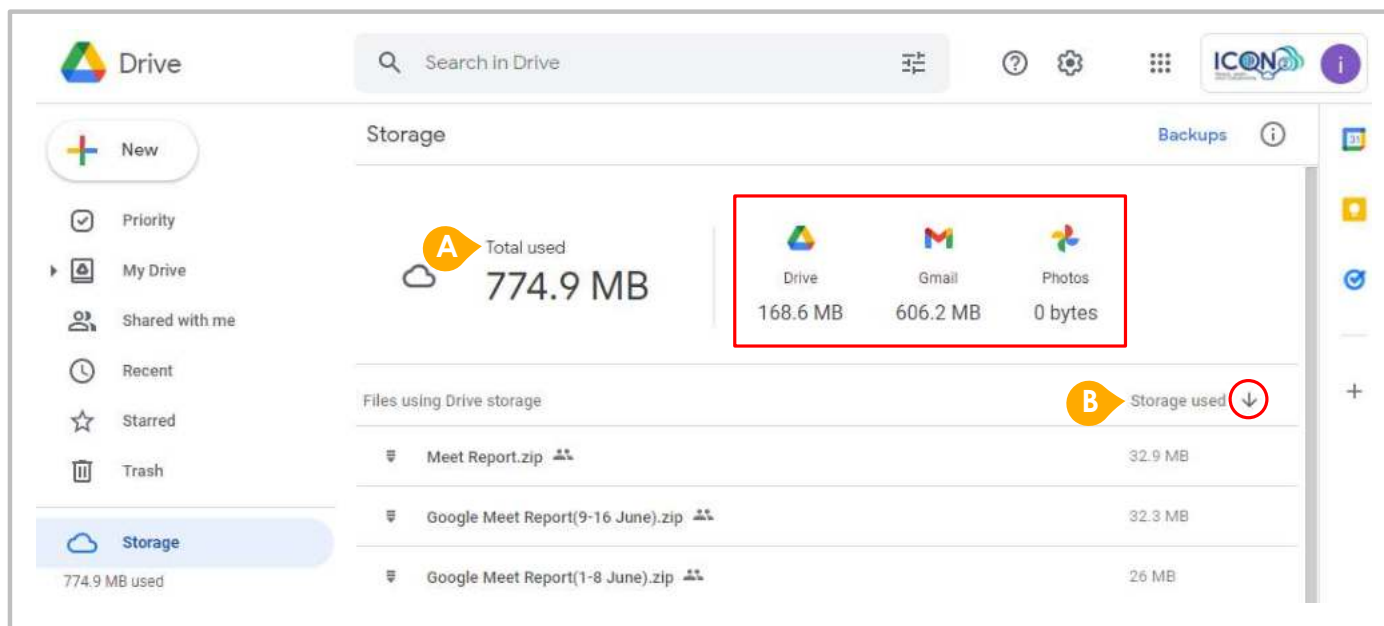 Drive
Search in Drive
ICON
i
New
Storage
Backups
31
Priority
My Drive
Shared with me
Recent
Starred
Trash
Storage
774.9 MB used
A
Total used
774.9 MB
Drive
168.6 MB
Gmail
606.2 MB
Photos
0 bytes
Files using Drive storage
B
Storage used
Meet Report.zip
32.9 MB
Google Meet Report(9-16 June).zip
32.3 MB
Google Meet Report(1-8 June).zip
26 MB